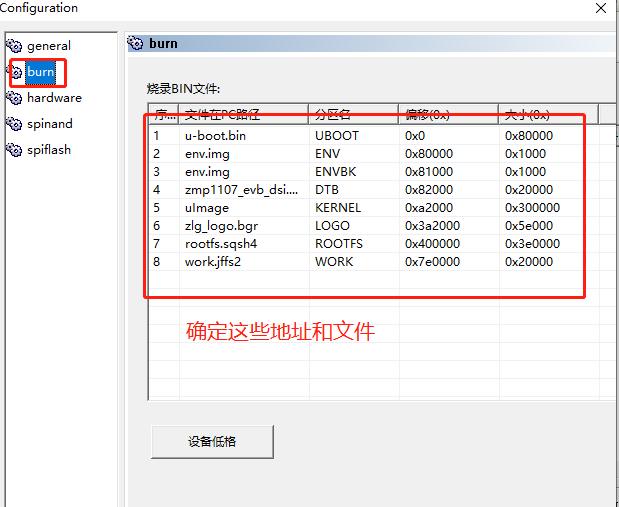 Configuration
general
burn
hardware
spinand
spiflash
burn
烧录BIN文件:
序... 文件在PC路径 分区名 偏移(0x) 大小(0x)
1 u-boot.bin UBOOT 0x0 0x80000
2 env.img ENV 0x80000 0x1000
3 env.img ENVBK 0x81000 0x1000
4 zmp1107_evb_dsi.... DTB 0x82000 0x20000
5 uImage KERNEL 0xa2000 0x300000
6 zlg_logo.bgr LOGO 0x3a2000 0x5e000
7 rootfs.sqsh4 ROOTFS 0x400000 0x3e0000
8 work.jffs2 WORK 0x7e0000 0x20000
确定这些地址和文件
设备低格